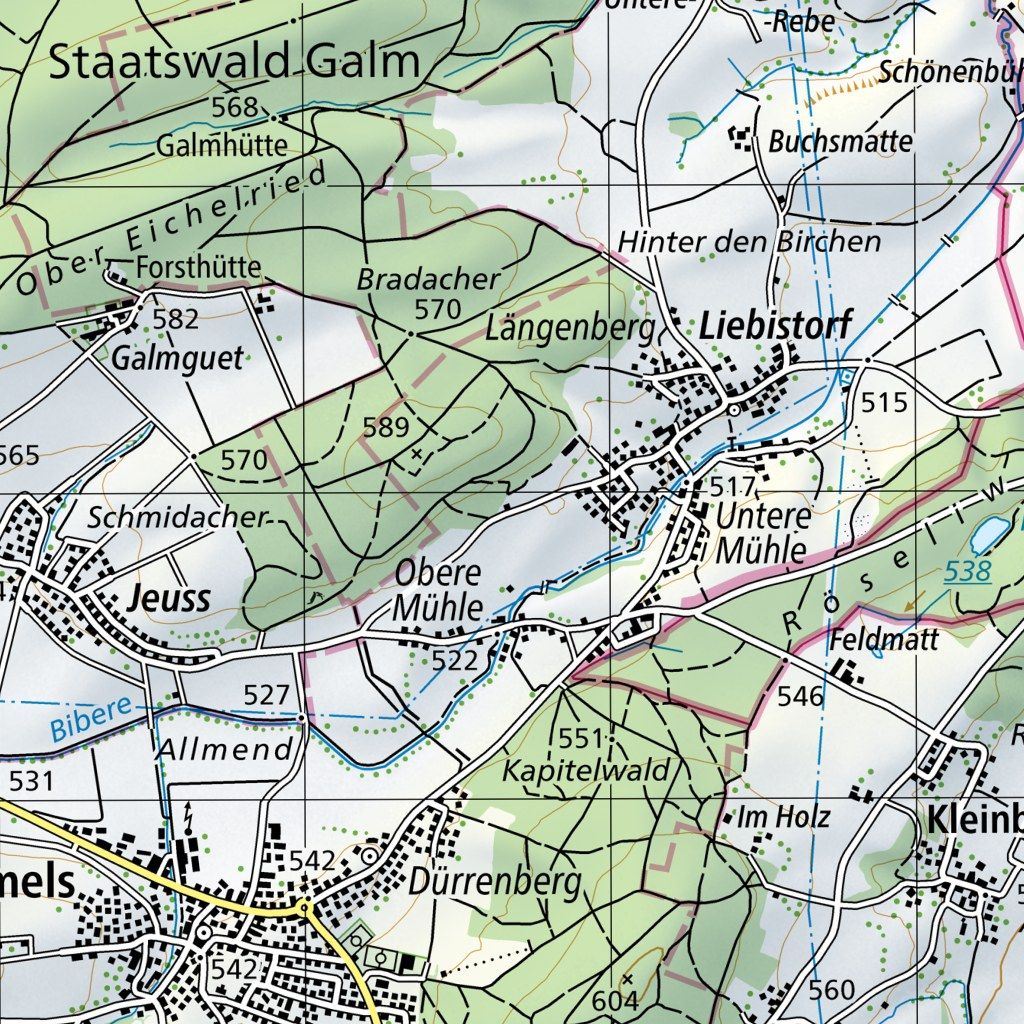 Untere-
-Rebe
Staatswald Galm
Schönenbüh
568
Galmhütte
Buchsmatte
Ober Eichelried
Hinter den Birchen
Forsthütte
Bradacher
570
582
Längenberg
Liebistorf
Galmguet
515
589
565
570
517
Schmidacher
Untere
Mühle
Röseliw
538
Obere
Mühle
Jeuss
Feldmatt
522
527
546
Bibere
551
Allmend
Kapitelwald
531
Im Holz
Kleinb
542
mels
Dürrenberg
542
560
604